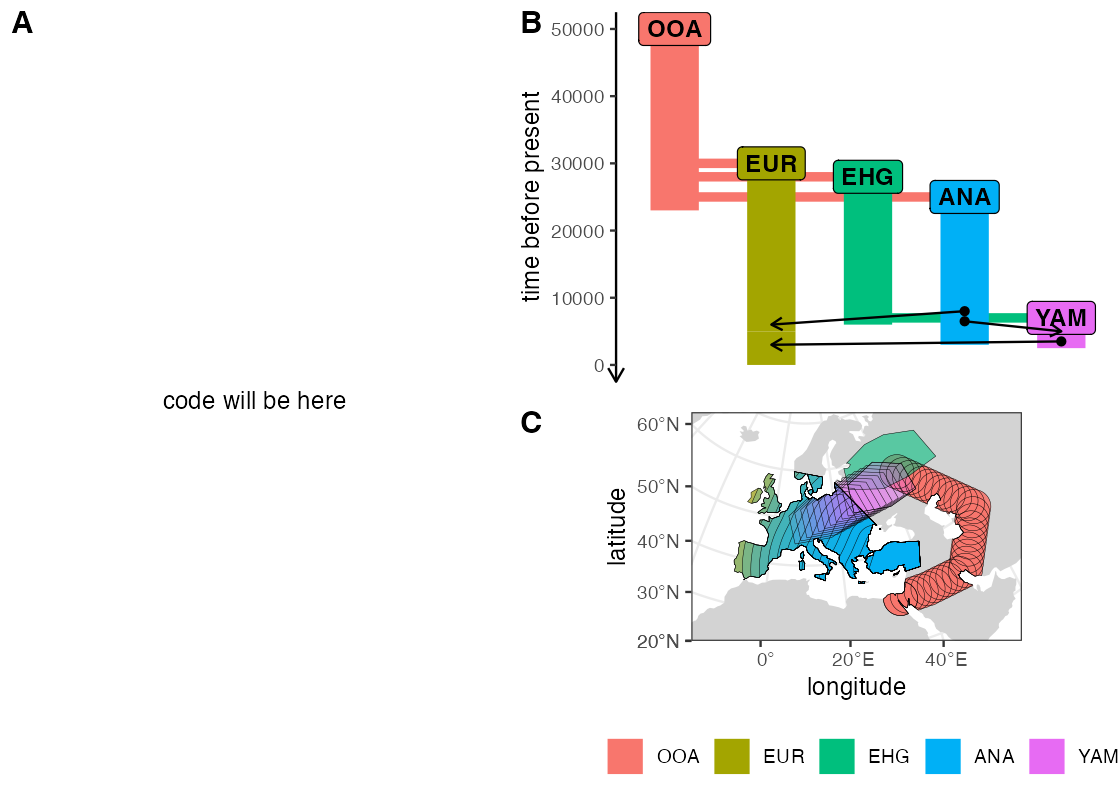 A
code will be here
B
time before present
50000
40000
30000
20000
10000
0
OOA
EUR
EHG
ANA
YAM
C
latitude
60°N
50°N
40°N
30°N
20°N
0°
20°E
40°E
longitude
OOA
EUR
EHG
ANA
YAM